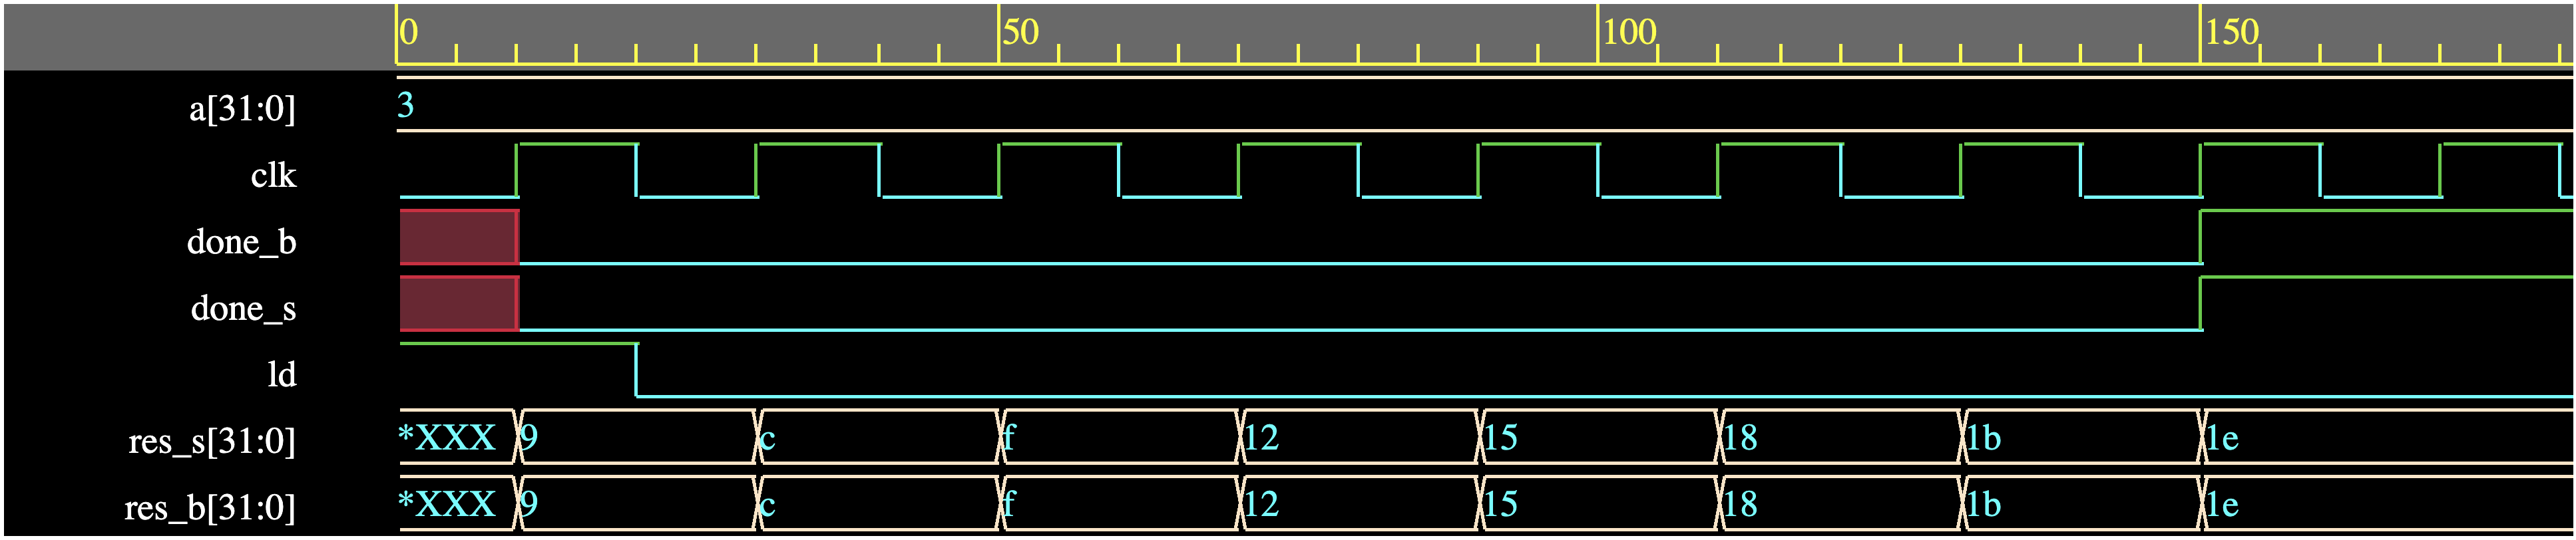 0 50 100 150
a[31:0] 3
clk
done_b
done_s
ld
res_s[31:0] *XXX 9 c f 12 15 18 1b 1e
res_b[31:0] *XXX 9 c f 12 15 18 1b 1e